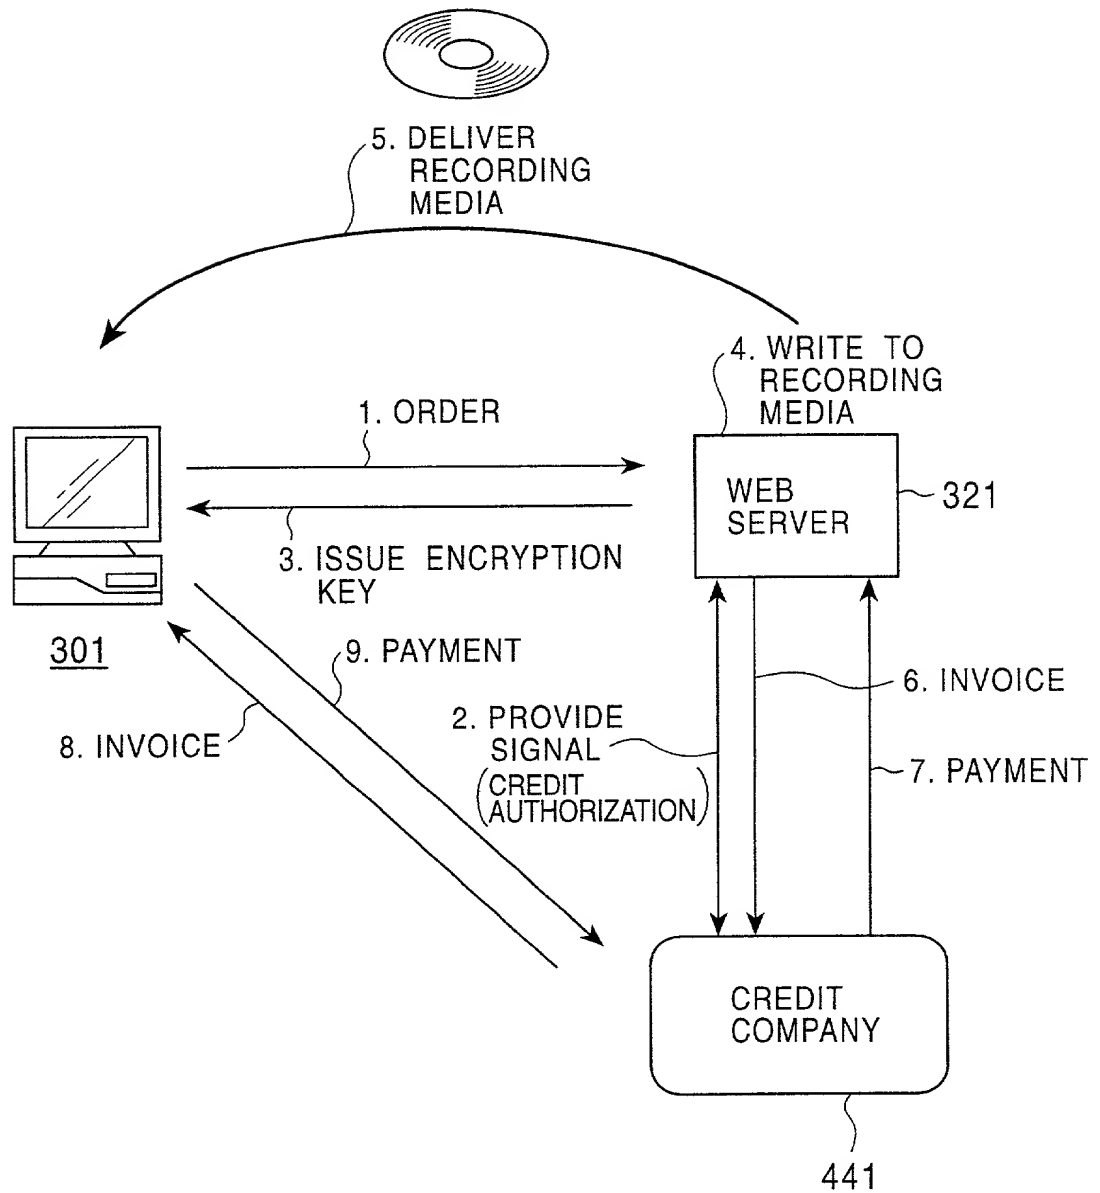 5. DELIVER
RECORDING
MEDIA
4. WRITE TO
RECORDING
MEDIA
1. ORDER
WEB
SERVER
321
3. ISSUE ENCRYPTION
KEY
301
9. PAYMENT
6. INVOICE
8. INVOICE
2. PROVIDE
SIGNAL
(CREDIT
AUTHORIZATION)
7. PAYMENT
CREDIT
COMPANY
441